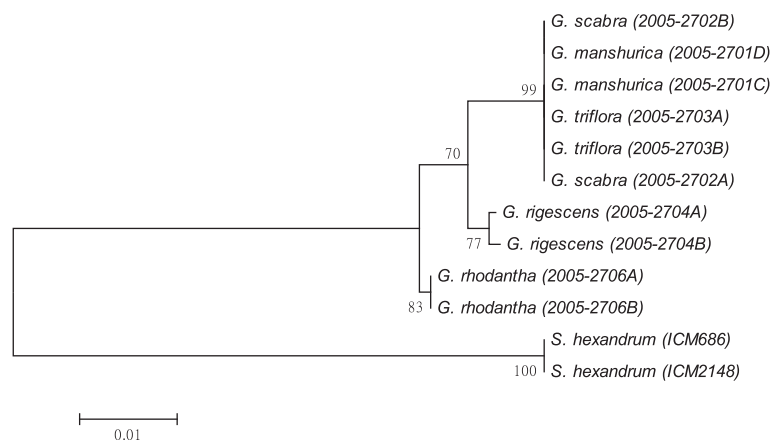 G. scabra (2005-2702B)
G. manshurica (2005-2701D)
G. manshurica (2005-2701C)
99
G. triflora (2005-2703A)
G. triflora (2005-2703B)
70
G. scabra (2005-2702A)
G. rigescens (2005-2704A)
77
G. rigescens (2005-2704B)
G. rhodantha (2005-2706A)
83
G. rhodantha (2005-2706B)
S. hexandrum (ICM686)
100
S. hexandrum (ICM2148)
0.01